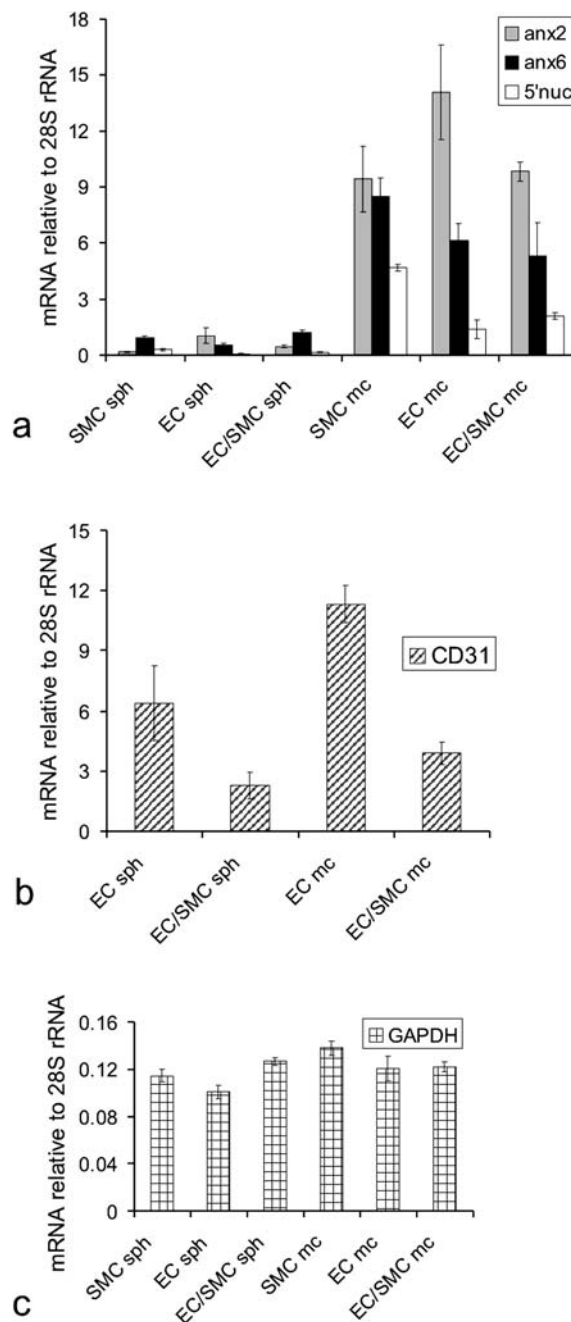 18
15
12
9
6
3
0
mRNA relative to 28S rRNA
anx2
anx6
5'nuc
SMC sph
EC sph
EC/SMC sph
SMC mc
EC mc
EC/SMC mc
a
15
12
9
6
3
0
mRNA relative to 28S rRNA
CD31
EC sph
EC/SMC sph
EC mc
EC/SMC mc
b
0.16
0.12
0.08
0.04
0
mRNA relative to 28S rRNA
GAPDH
SMC sph
EC sph
EC/SMC sph
SMC mc
EC mc
EC/SMC mc
c